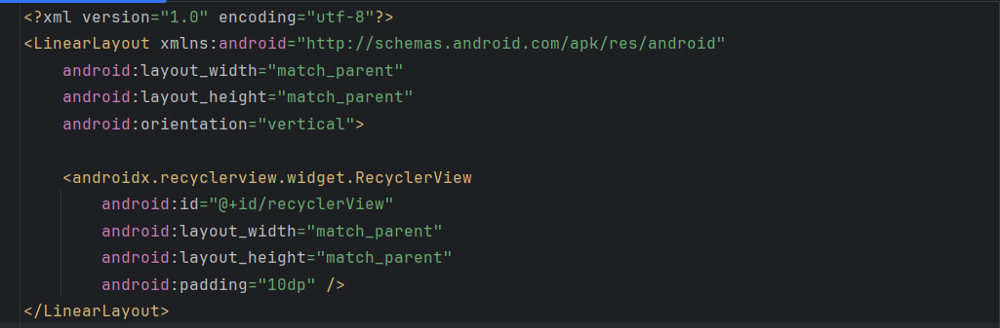 <?xml version="1.0" encoding="utf-8"?>
<LinearLayout xmlns:android="http://schemas.android.com/apk/res/android"
    android:layout_width="match_parent"
    android:layout_height="match_parent"
    android:orientation="vertical">

    <androidx.recyclerview.widget.RecyclerView
        android:id="@+id/recyclerView"
        android:layout_width="match_parent"
        android:layout_height="match_parent"
        android:padding="10dp" />
</LinearLayout>